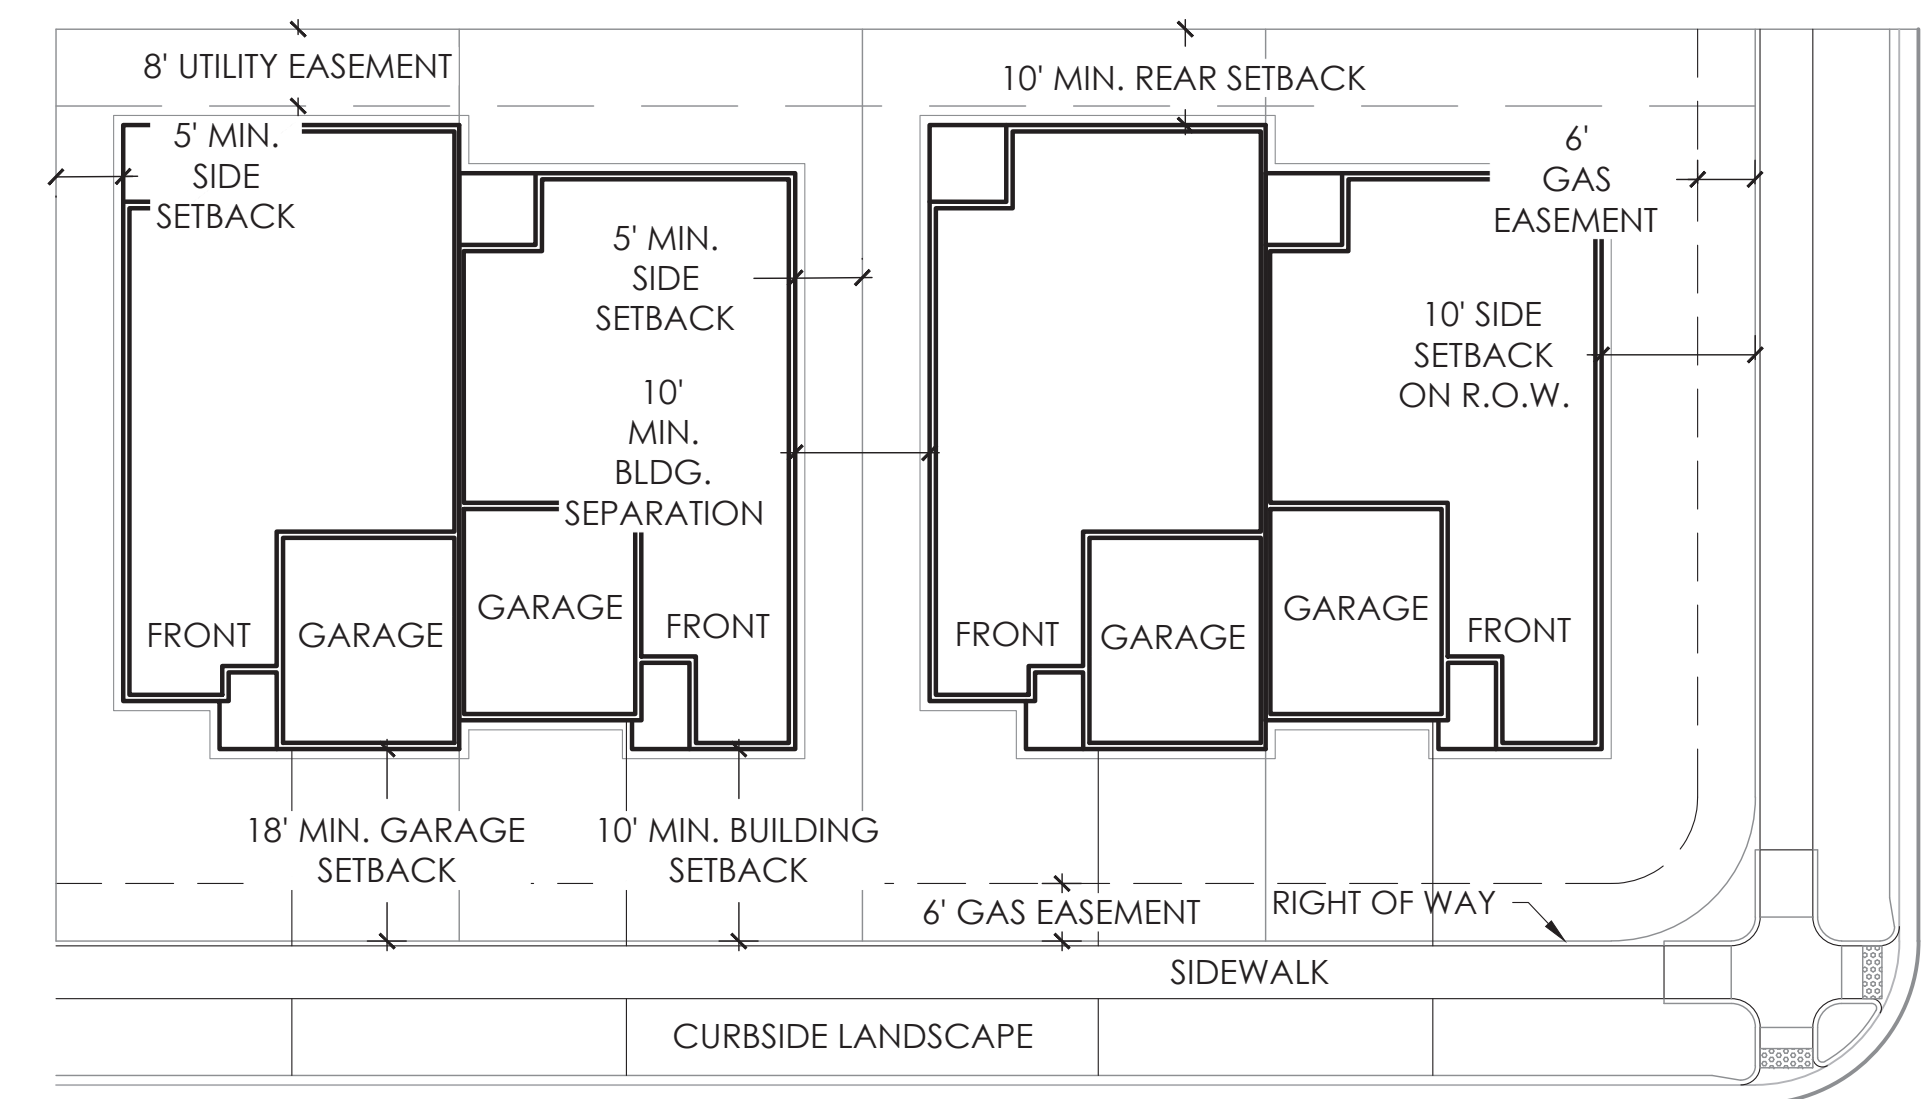 8' UTILITY EASEMENT
10' MIN. REAR SETBACK
5' MIN.
SIDE
SETBACK
6'
GAS
EASEMENT
5' MIN.
SIDE
SETBACK
10' SIDE
SETBACK
ON R.O.W.
10'
MIN.
BLDG.
SEPARATION
FRONT
GARAGE
GARAGE
FRONT
FRONT
GARAGE
GARAGE
FRONT
18' MIN. GARAGE
SETBACK
10' MIN. BUILDING
SETBACK
6' GAS EASEMENT
RIGHT OF WAY
SIDEWALK
CURBSIDE LANDSCAPE